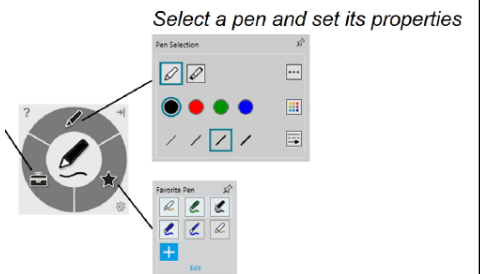 Select a pen and set its properties
Pen Selection
?
Favorite Pen
Edit